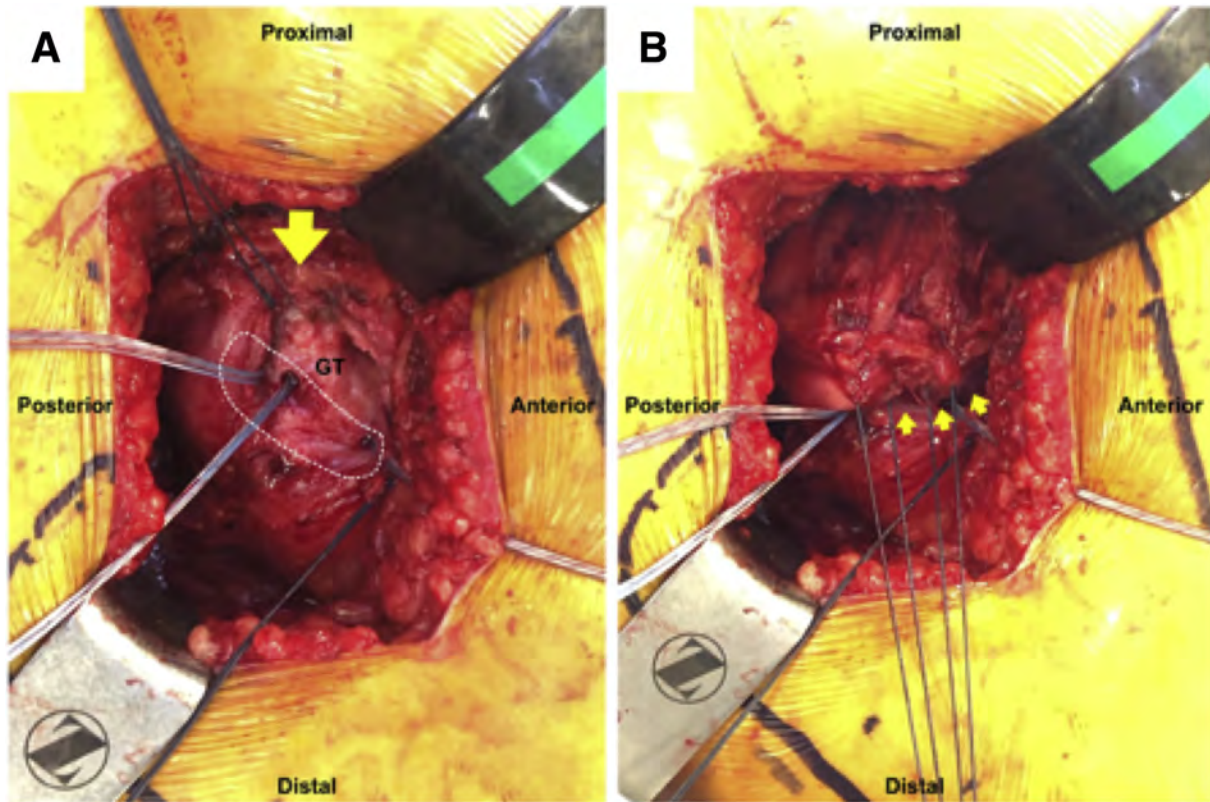 A
Proximal
GT
Posterior
Anterior
Distal
B
Proximal
Posterior
Anterior
Distal